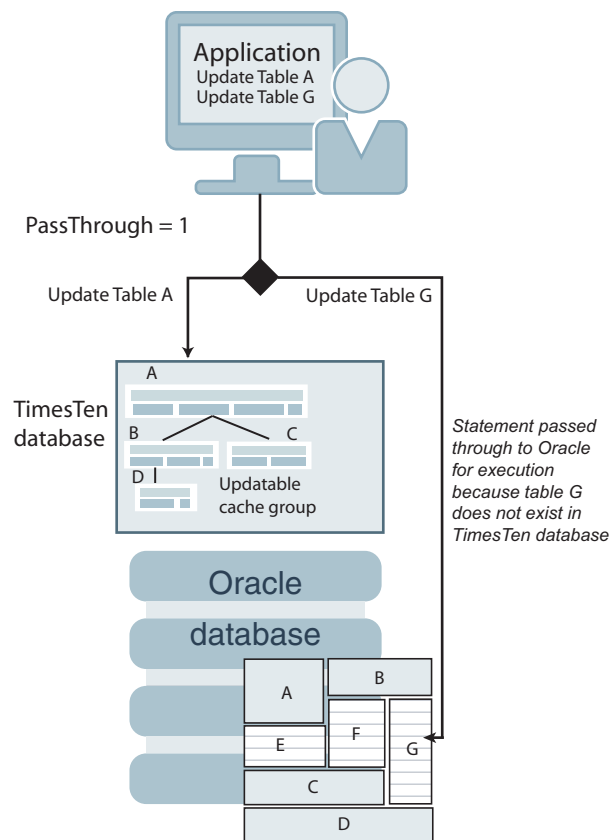 Application
Update Table A
Update Table G
PassThrough = 1
Update Table A
Update Table G
A
TimesTen
database
B
C
D
Updatable
cache group
Statement passed
through to Oracle
for execution
because table G
does not exist in
TimesTen database
Oracle
database
A
B
E
F
G
C
D